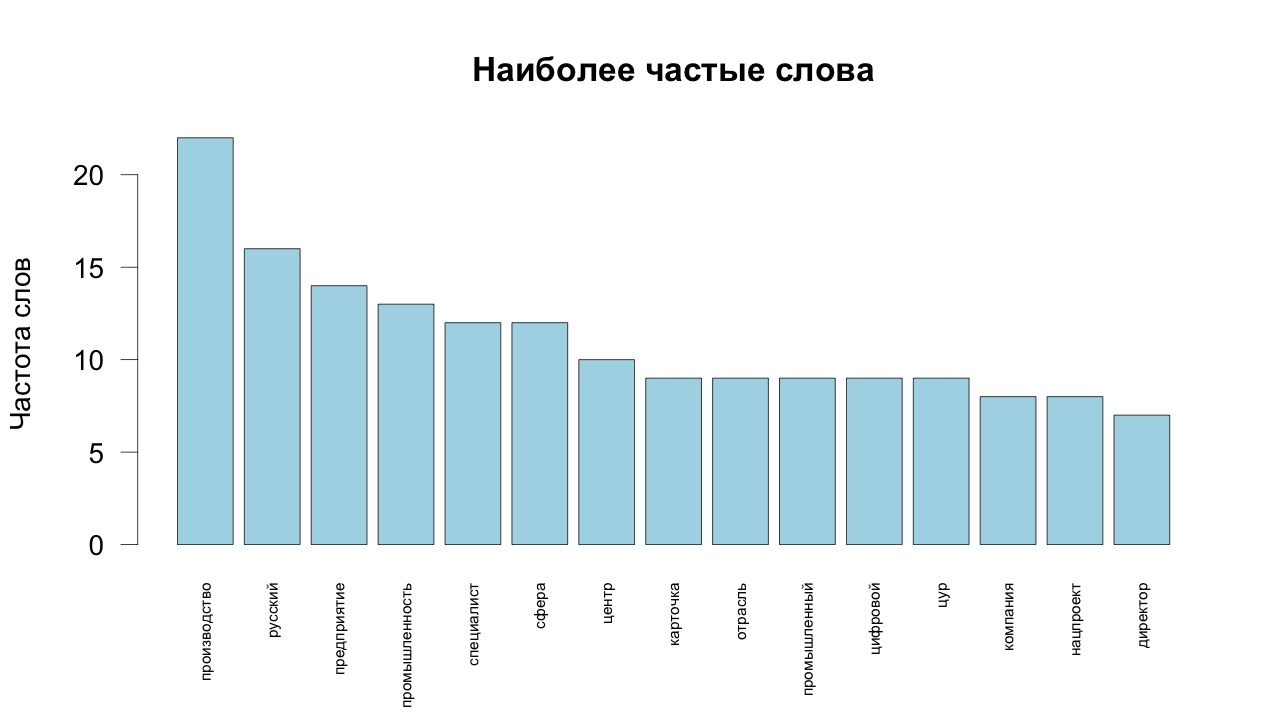 Наиболее частые слова
Частота слов
20
15
10
5
0
производство
русский
предприятие
промышленность
специалист
сфера
центр
карточка
отрасль
промышленный
цифровой
цур
компания
нацпроект
директор